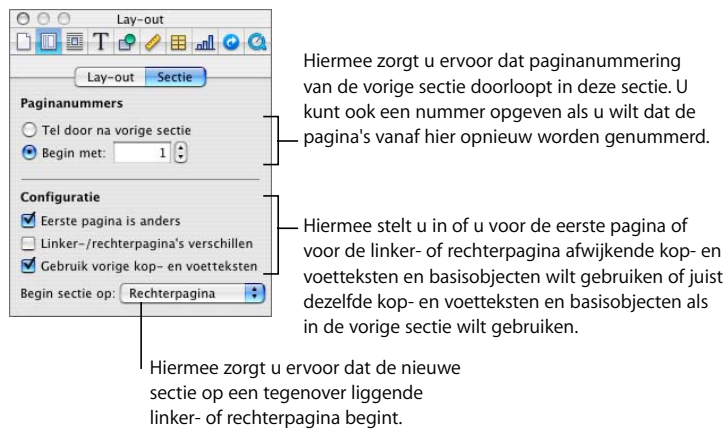 Lay-out
T
Lay-out Sectie
Paginanummers
Tel door na vorige sectie
Begin met: 1
Configuratie
Eerste pagina is anders
Linker-/rechterpagina's verschillen
Gebruik vorige kop- en voetteksten
Begin sectie op: Rechterpagina
Hiermee zorgt u ervoor dat paginanummering
van de vorige sectie doorloopt in deze sectie. U
kunt ook een nummer opgeven als u wilt dat de
pagina's vanaf hier opnieuw worden genummerd.
Hiermee stelt u in of u voor de eerste pagina of
voor de linker- of rechterpagina afwijkende kop- en
voetteksten en basisobjecten wilt gebruiken of juist
dezelfde kop- en voetteksten en basisobjecten als
in de vorige sectie wilt gebruiken.
Hiermee zorgt u ervoor dat de nieuwe
sectie op een tegenover liggende
linker- of rechterpagina begint.